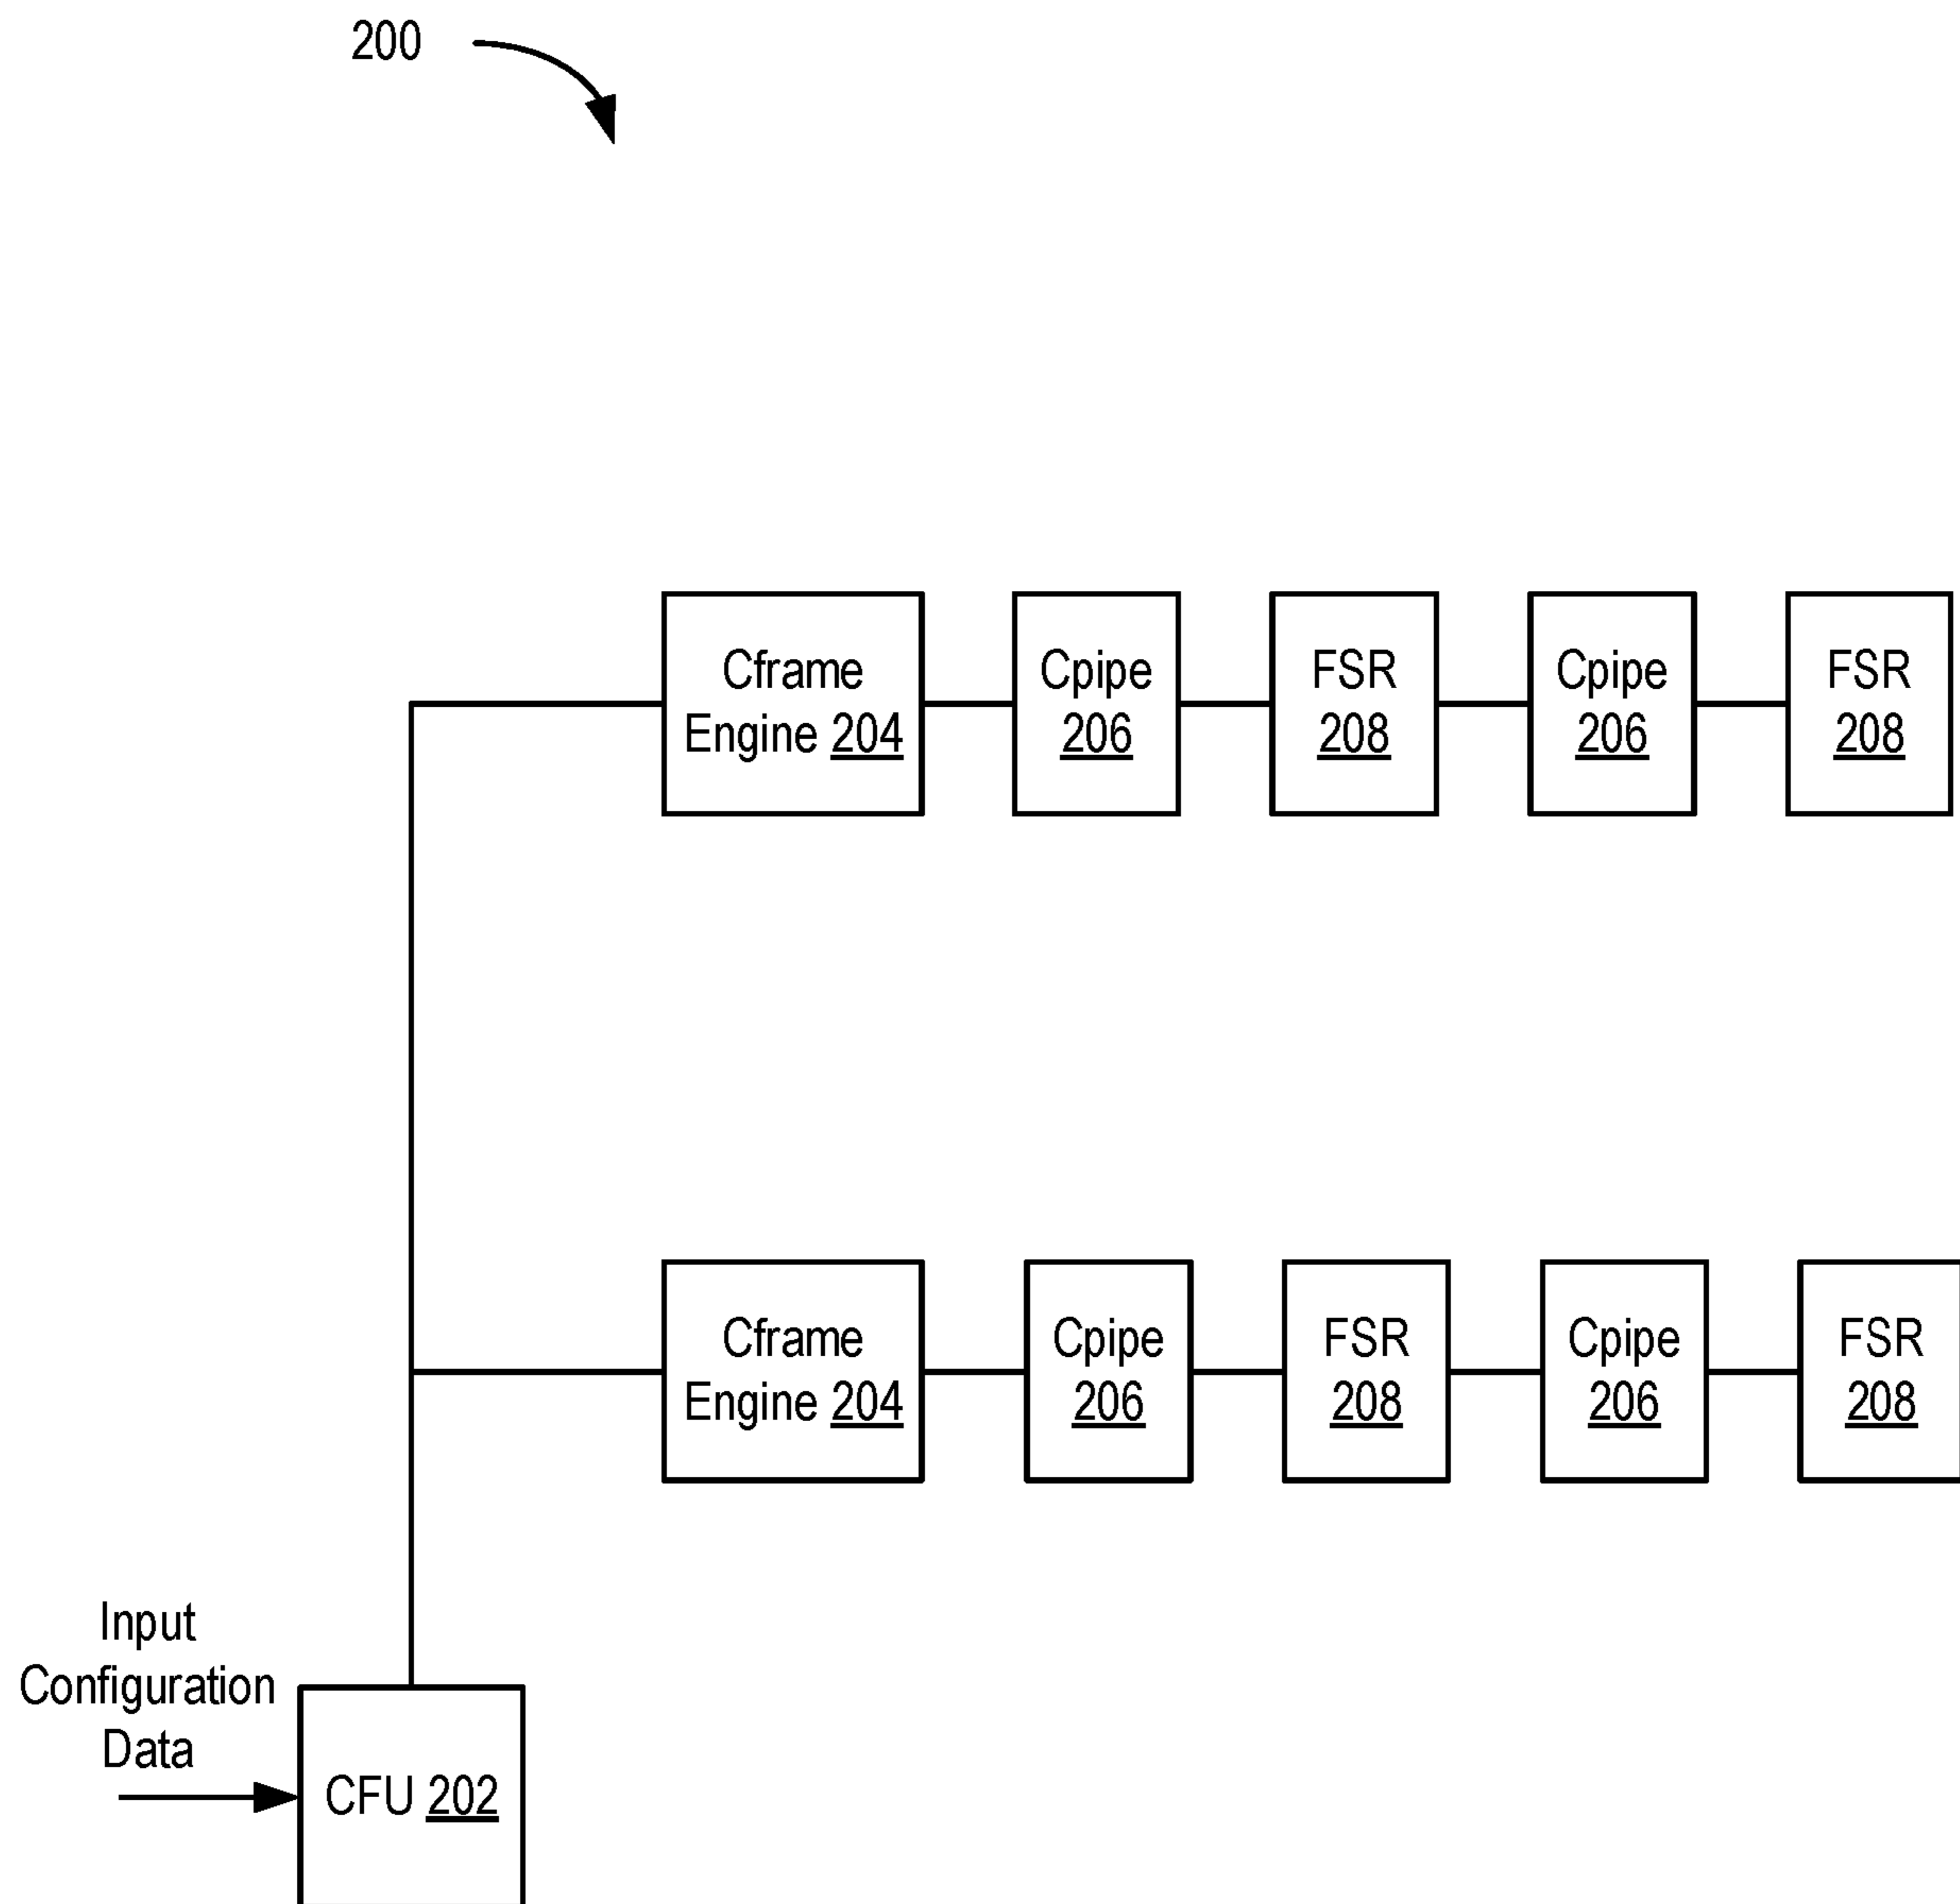 200
Cframe
Engine 204
Cpipe
206
FSR
208
Cpipe
206
FSR
208
Cframe
Engine 204
Cpipe
206
FSR
208
Cpipe
206
FSR
208
Input
Configuration
Data
CFU 202